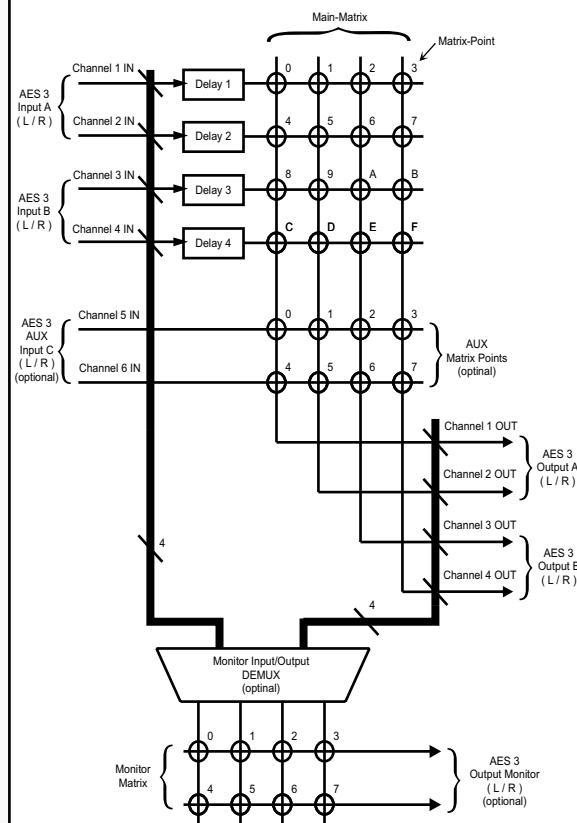 Main-Matrix
Matrix-Point
Channel 1 IN
AES 3
Input A
( L / R )
Delay 1
0 1 2 3
Channel 2 IN
Delay 2
4 5 6 7
Channel 3 IN
AES 3
Input B
( L / R )
Delay 3
8 9 A B
Channel 4 IN
Delay 4
C D E F
Channel 5 IN
AES 3
AUX
Input C
( L / R )
(optional)
0 1 2 3
AUX
Matrix Points
(optinal)
Channel 6 IN
4 5 6 7
Channel 1 OUT
AES 3
Output A
( L / R )
Channel 2 OUT
Channel 3 OUT
AES 3
Output B
( L / R )
Channel 4 OUT
4
4
Monitor Input/Output
DEMUX
(optinal)
0 1 2 3
Monitor
Matrix
AES 3
Output Monitor
( L / R )
(optional)
4 5 6 7